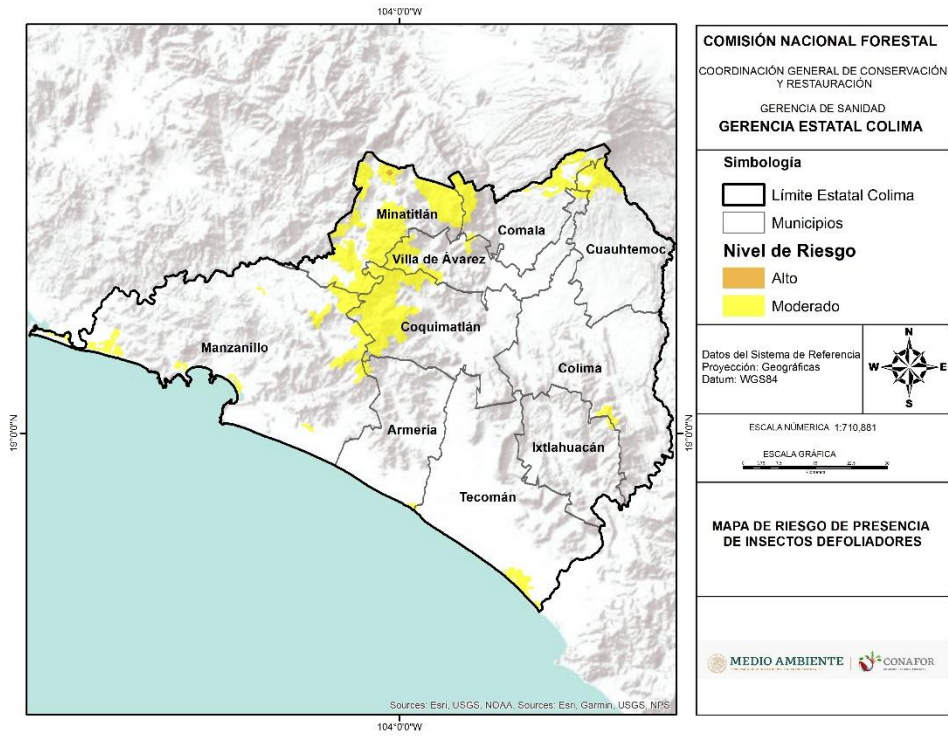 104°0'0"W
COMISIÓN NACIONAL FORESTAL
COORDINACIÓN GENERAL DE CONSERVACIÓN
Y RESTAURACIÓN
GERENCIA DE SANIDAD
GERENCIA ESTATAL COLIMA
Simbología
Límite Estatal Colima
Municipios
Nivel de Riesgo
Alto
Moderado
Datos del Sistema de Referencia
Proyección: Geográficas
Datum: WGS84
N
W E
S
ESCALA NÚMERICA 1:710,881
ESCALA GRÁFICA
MAPA DE RIESGO DE PRESENCIA
DE INSECTOS DEFOLIADORES
MEDIO AMBIENTE
CONAFOR
Minatitlán
Comala
Cuauhtemoc
Villa de Ávarez
Coquimatlán
Manzanillo
Colima
Armería
Ixtlahuacán
Tecomán
19°0'0"N
19°0'0"N
Sources: Esri, USGS, NOAA, Sources: Esri, Garmin, USGS, NPS
104°0'0"W